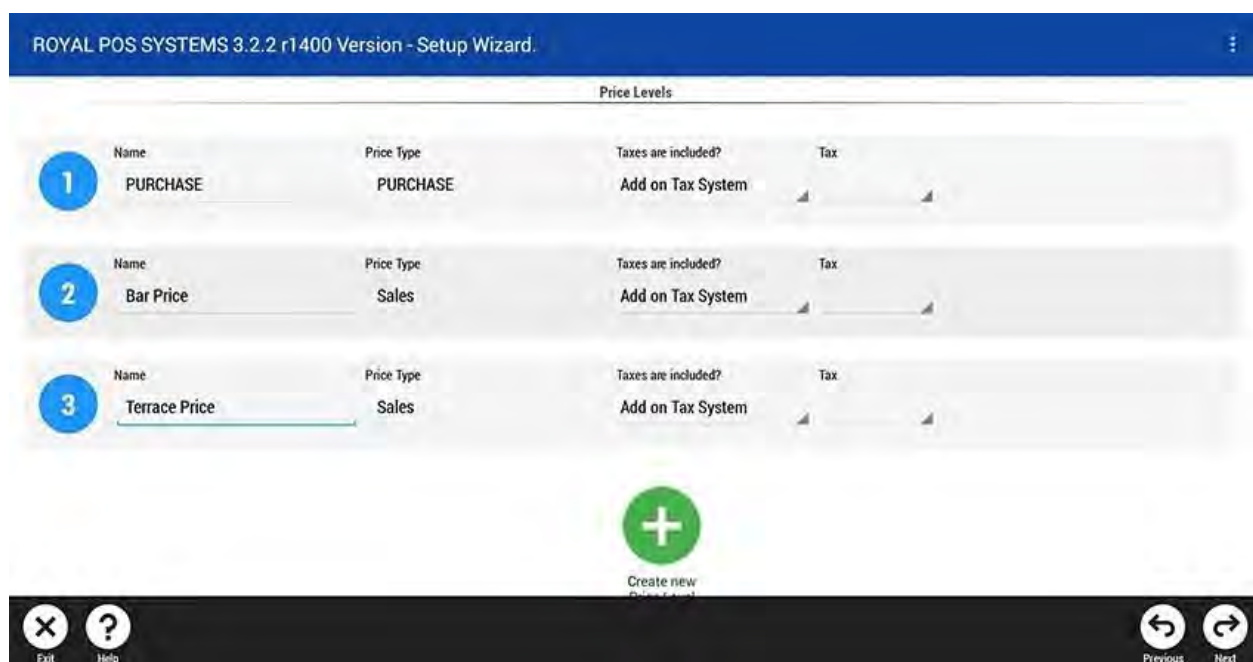 ROYAL POS SYSTEMS 3.2.2 r1400 Version - Setup Wizard.
Price Levels
Name Price Type Taxes are included? Tax
1 PURCHASE PURCHASE Add on Tax System
Name Price Type Taxes are included? Tax
2 Bar Price Sales Add on Tax System
Name Price Type Taxes are included? Tax
3 Terrace Price Sales Add on Tax System
Create new
Price Level
Exit Help Previous Next